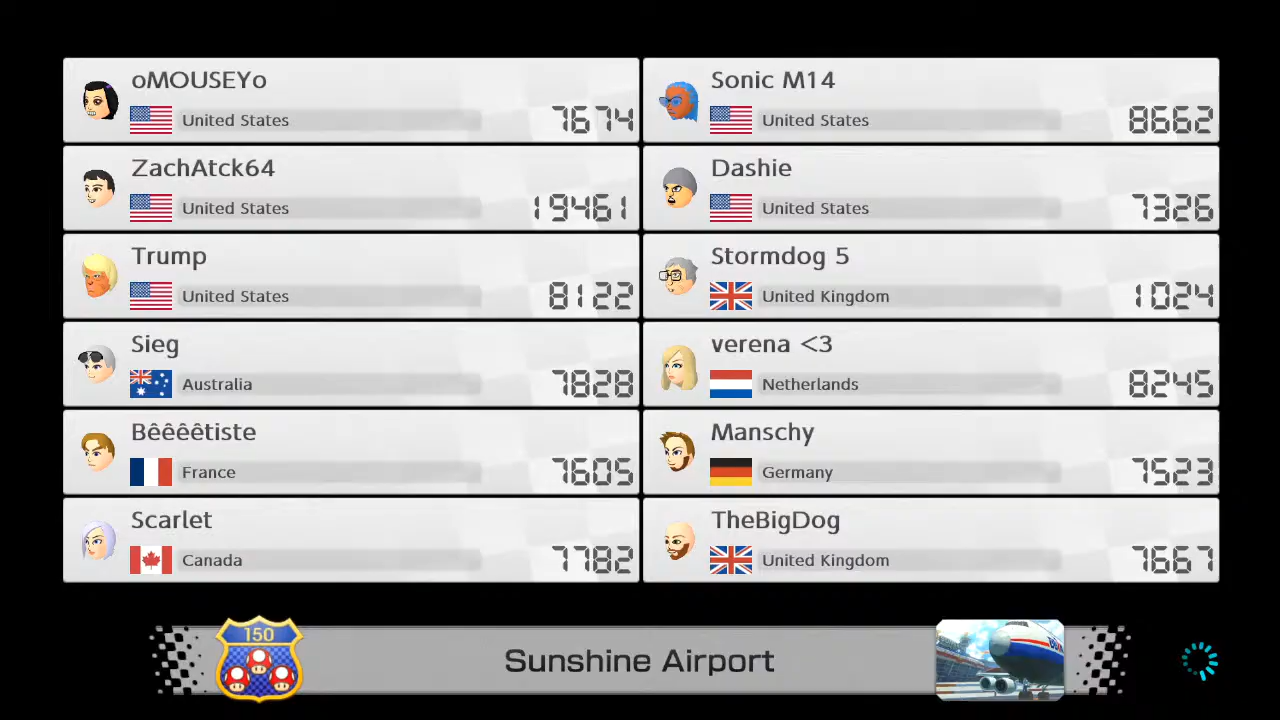 oMOUSEYo
United States 7674
Sonic M14
United States 8662
ZachAtck64
United States 19461
Dashie
United States 7326
Trump
United States 8122
Stormdog 5
United Kingdom 1024
Sieg
Australia 7828
verena <3
Netherlands 8245
Bêêêêtiste
France 7605
Manschy
Germany 7523
Scarlet
Canada 7782
TheBigDog
United Kingdom 7667
150
Sunshine Airport